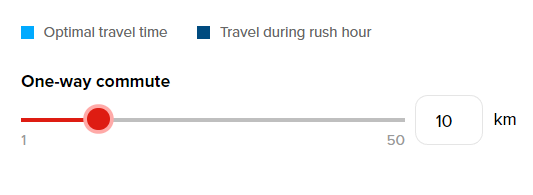 Optimal travel time Travel during rush hour
One-way commute
10 km
1 50